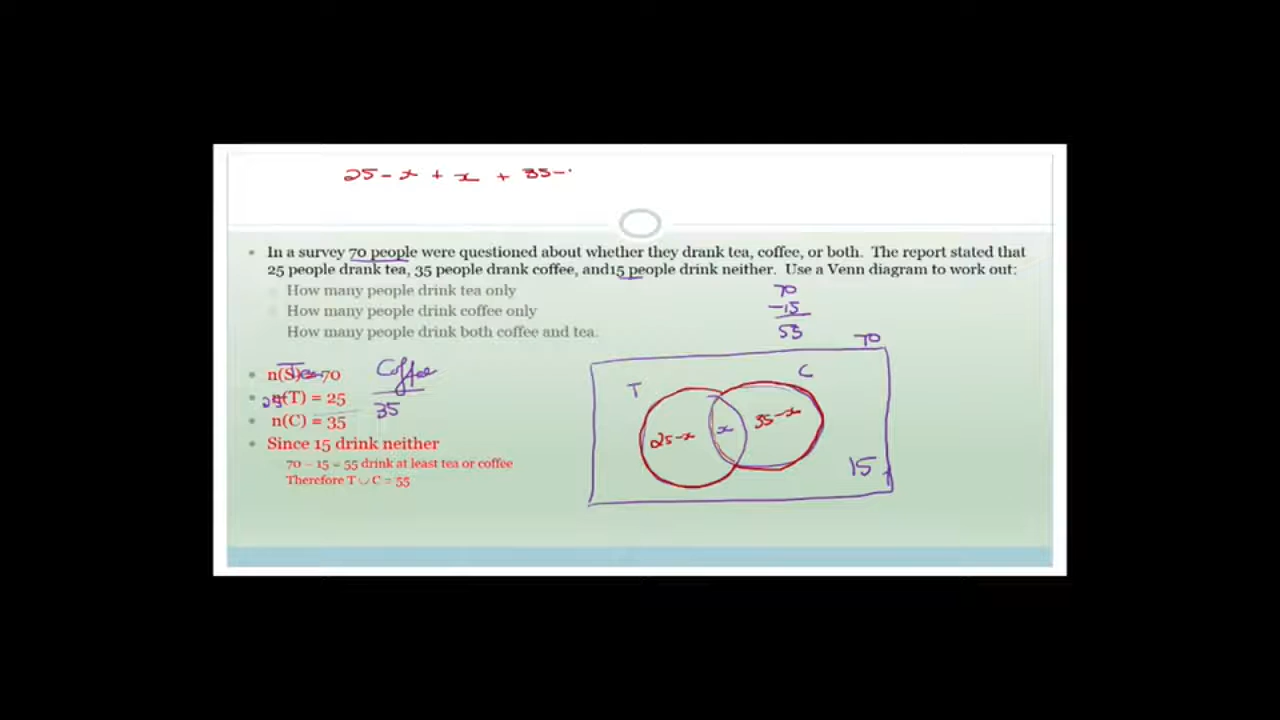 25 - x + x + 35 -
In a survey 70 people were questioned about whether they drank tea, coffee, or both. The report stated that
25 people drank tea, 35 people drank coffee, and15 people drink neither. Use a Venn diagram to work out:
How many people drink tea only
How many people drink coffee only
How many people drink both coffee and tea.
70
-15
55
70
n(S) = 70
Tea
Coffee
n(T) = 25
25
35
n(C) = 35
Since 15 drink neither
70 – 15 = 55 drink at least tea or coffee
Therefore T ∪ C = 55
T
C
25-x
x
35-x
15